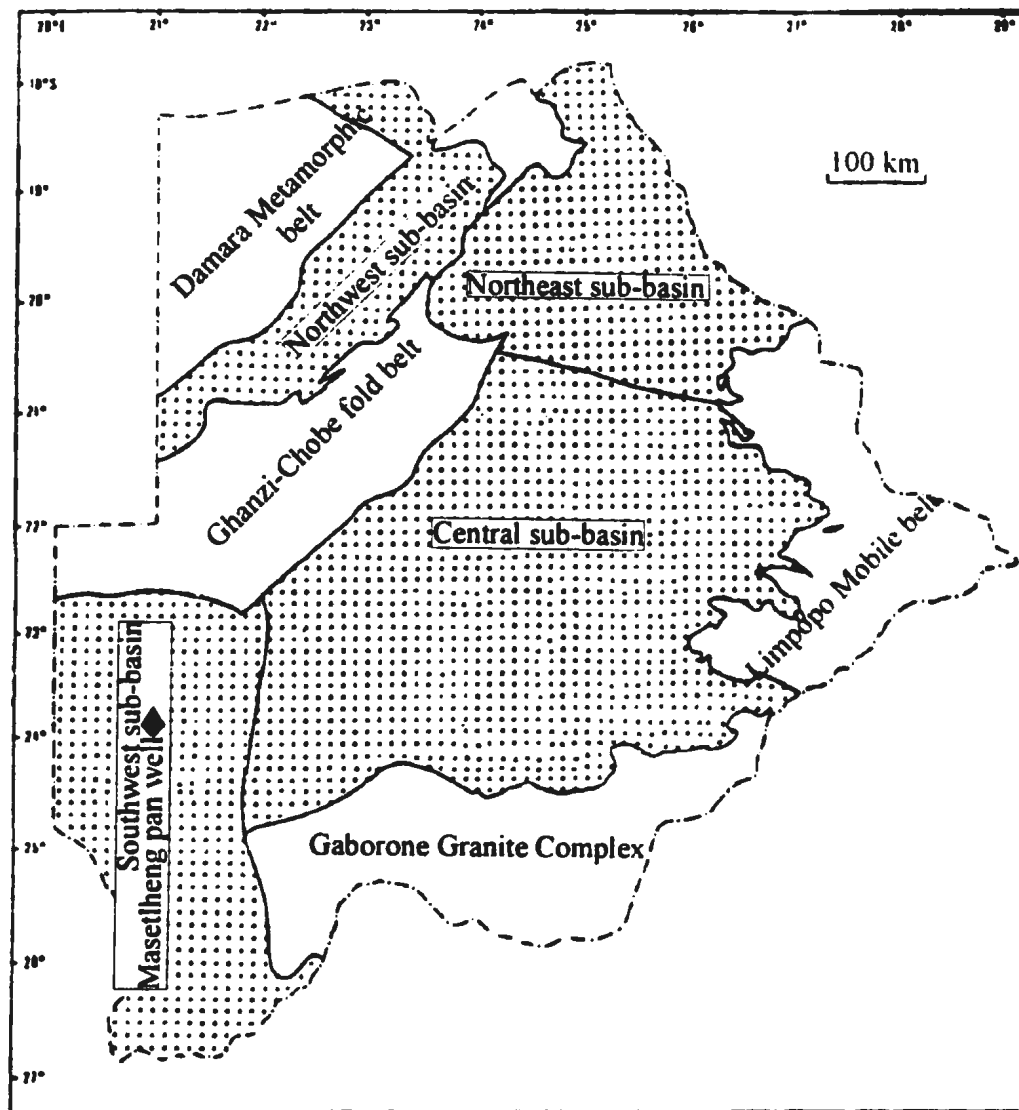 20°E 21° 22° 23° 24° 25° 26° 27° 28° 29°
18°S
19°
20°
21°
22°
23°
24°
25°
26°
27°
100 km
Damara Metamorphic
belt
Northwest sub-basin
Northeast sub-basin
Ghanzi-Chobe fold belt
Central sub-basin
Limpopo Mobile belt
Southwest sub-basin
Masetlheng pan well
Gaborone Granite Complex